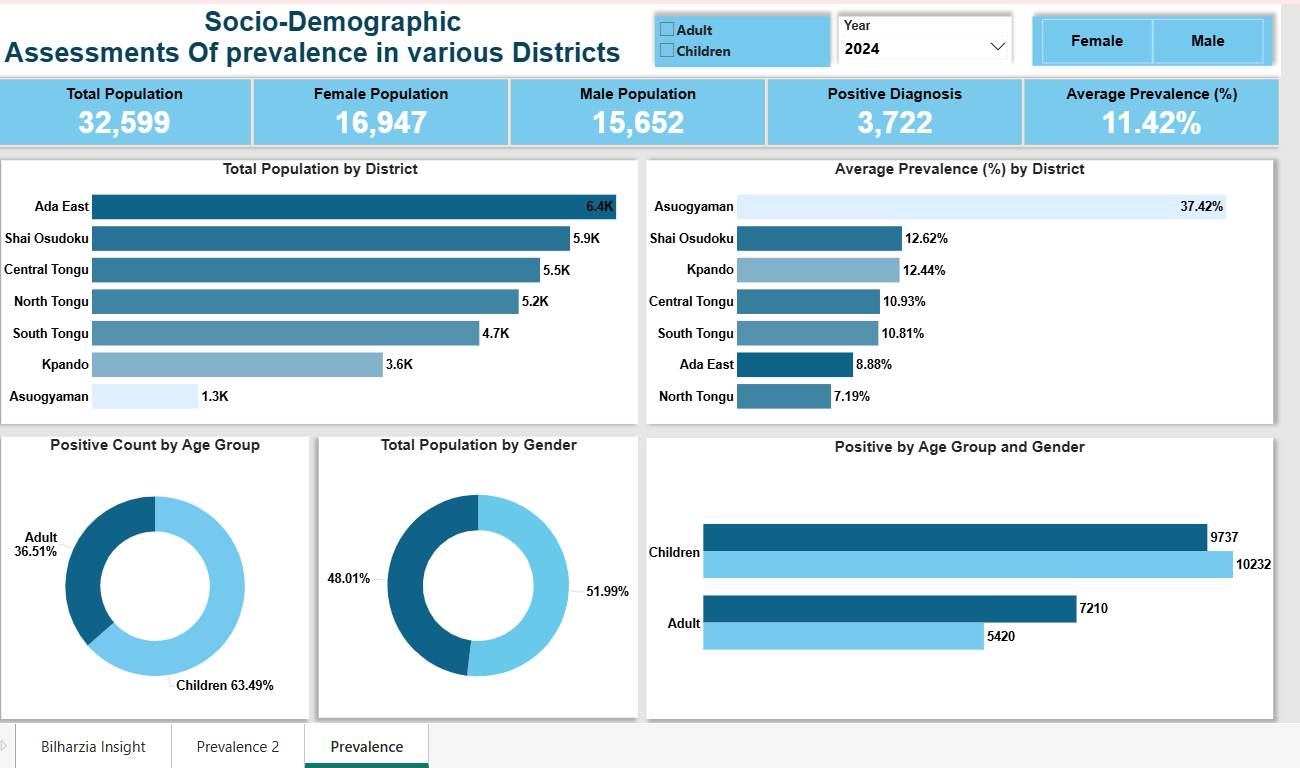 Socio-Demographic
Assessments Of prevalence in various Districts
Adult
Children
Year
2024
Female
Male
Total Population
32,599
Female Population
16,947
Male Population
15,652
Positive Diagnosis
3,722
Average Prevalence (%)
11.42%
Total Population by District
Ada East 6.4K
Shai Osudoku 5.9K
Central Tongu 5.5K
North Tongu 5.2K
South Tongu 4.7K
Kpando 3.6K
Asuogyaman 1.3K
Average Prevalence (%) by District
Asuogyaman 37.42%
Shai Osudoku 12.62%
Kpando 12.44%
Central Tongu 10.93%
South Tongu 10.81%
Ada East 8.88%
North Tongu 7.19%
Positive Count by Age Group
Adult
36.51%
Children 63.49%
Total Population by Gender
48.01%
51.99%
Positive by Age Group and Gender
Children
9737
10232
Adult
7210
5420
Bilharzia Insight
Prevalence 2
Prevalence